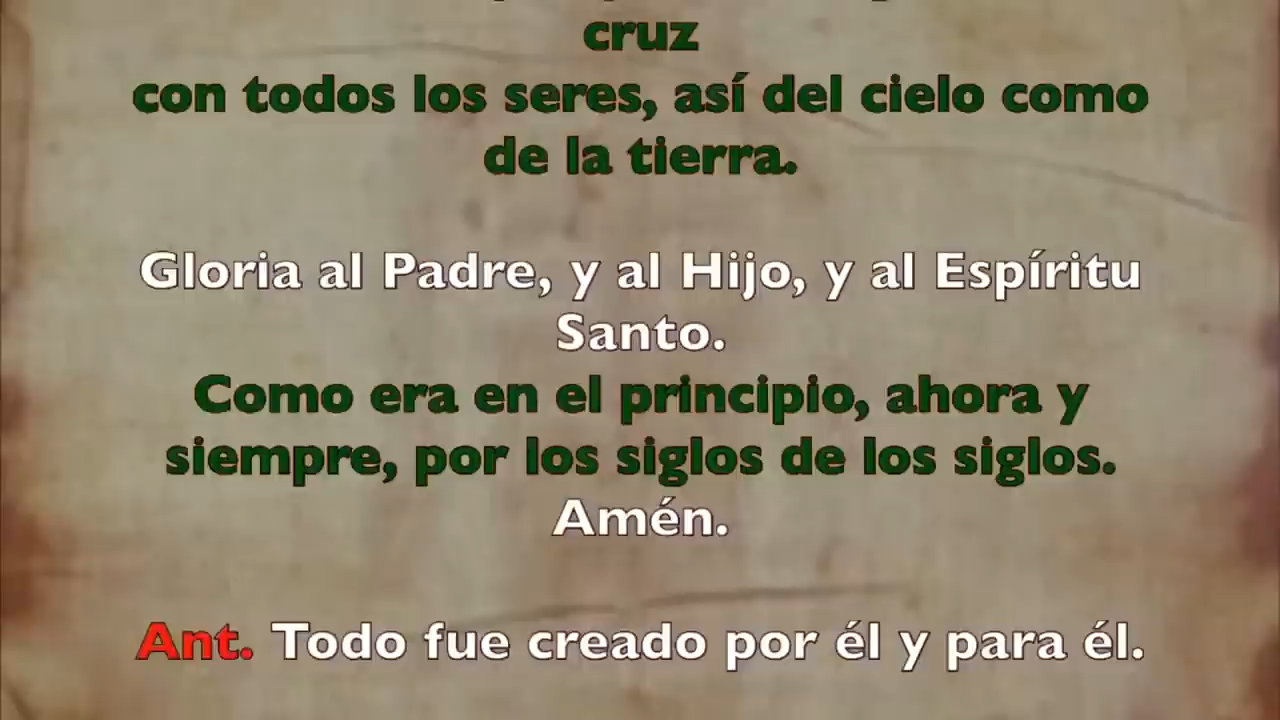 cruz
con todos los seres, así del cielo como
de la tierra.
Gloria al Padre, y al Hijo, y al Espíritu
Santo.
Como era en el principio, ahora y
siempre, por los siglos de los siglos.
Amén.
Ant. Todo fue creado por él y para él.